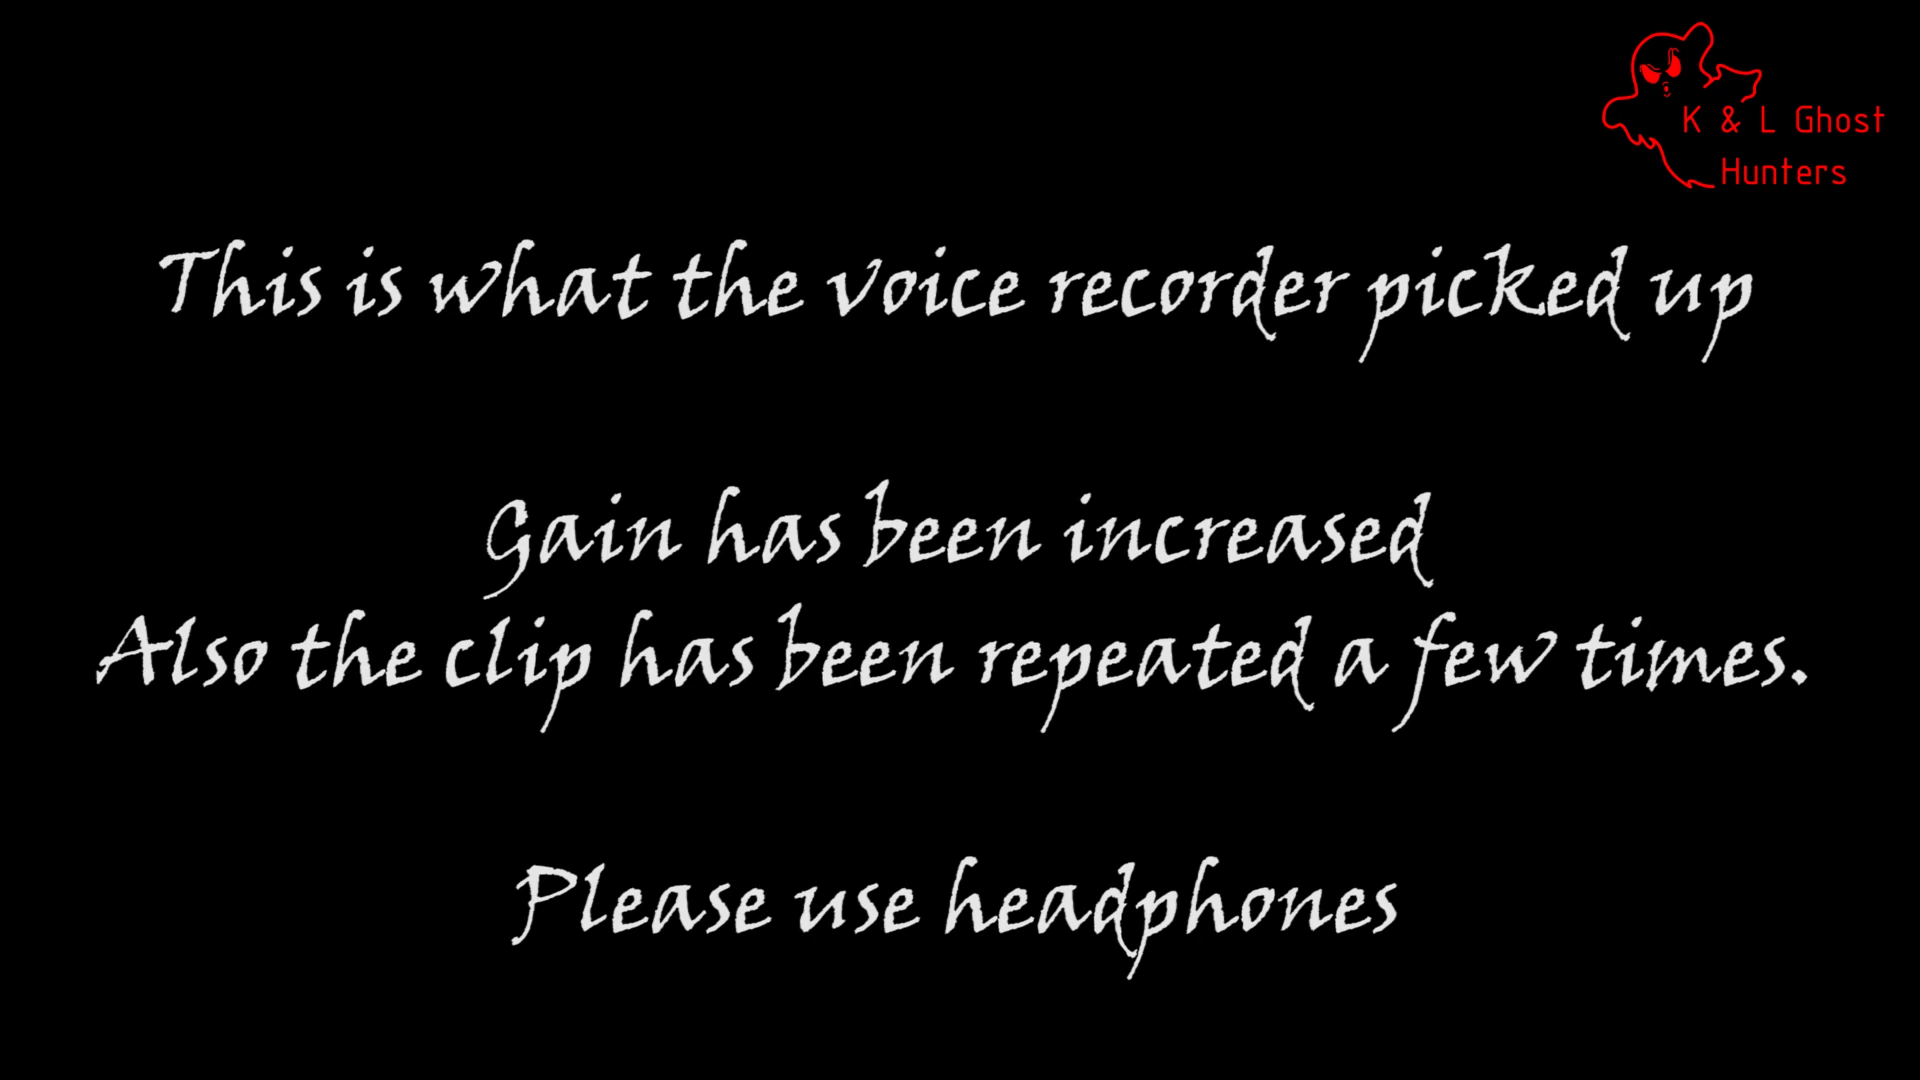 K & L Ghost
Hunters
This is what the voice recorder picked up
Gain has been increased
Also the clip has been repeated a few times.
Please use headphones